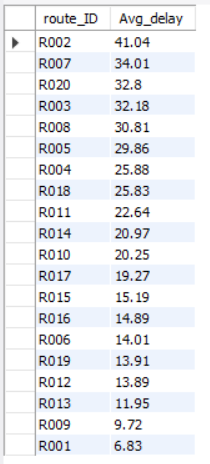 route_ID Avg_delay
R002 41.04
R007 34.01
R020 32.8
R003 32.18
R008 30.81
R005 29.86
R004 25.88
R018 25.83
R011 22.64
R014 20.97
R010 20.25
R017 19.27
R015 15.19
R016 14.89
R006 14.01
R019 13.91
R012 13.89
R013 11.95
R009 9.72
R001 6.83